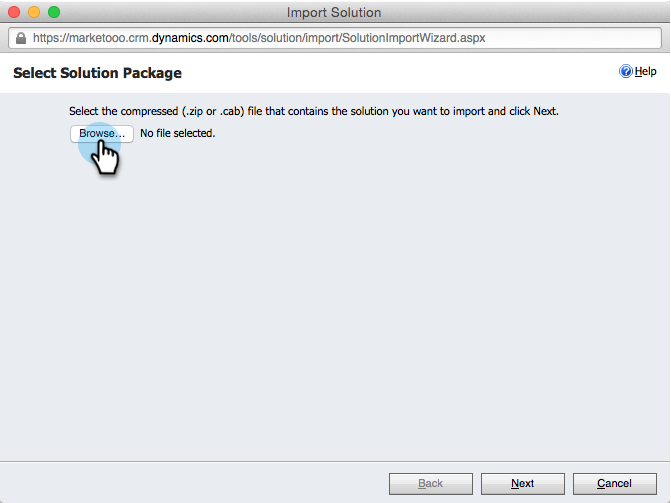 Import Solution
https://marketooo.crm.dynamics.com/tools/solution/import/SolutionImportWizard.aspx
Select Solution Package
Help
Select the compressed (.zip or .cab) file that contains the solution you want to import and click Next.
Browse... No file selected.
Back Next Cancel